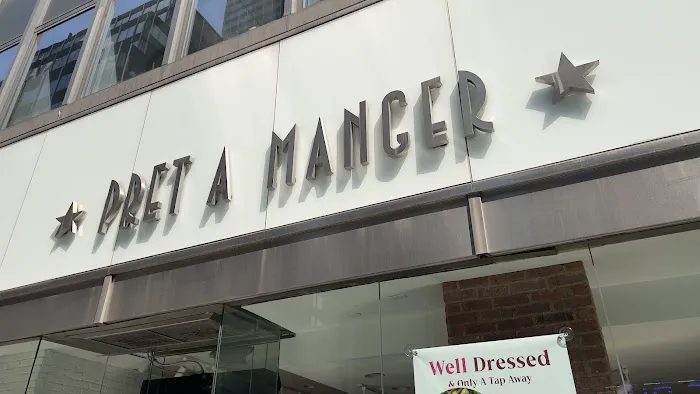 ★ PRET A MANGER ★
Well Dressed
& Only A Tap Away